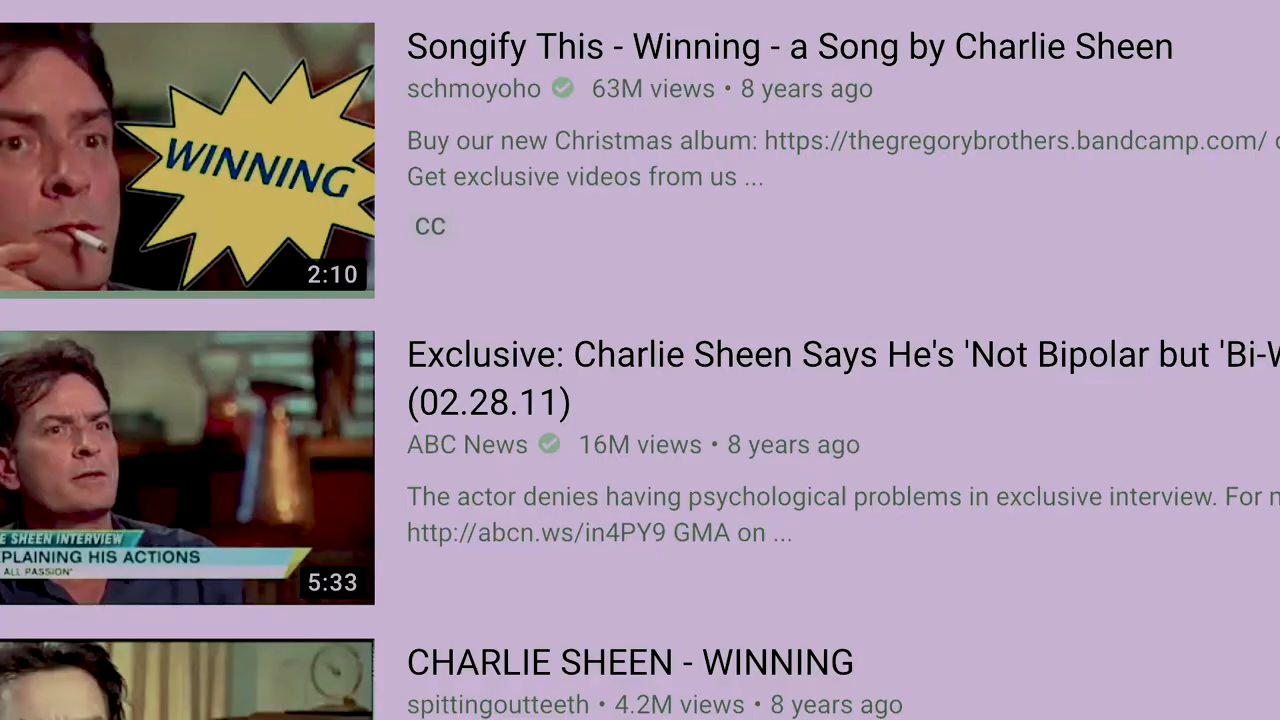 Songify This - Winning - a Song by Charlie Sheen
schmoyoho 63M views • 8 years ago
Buy our new Christmas album: https://thegregorybrothers.bandcamp.com/
Get exclusive videos from us ...
CC
WINNING
2:10
Exclusive: Charlie Sheen Says He's 'Not Bipolar but 'Bi-W
(02.28.11)
ABC News 16M views • 8 years ago
The actor denies having psychological problems in exclusive interview. For
http://abcn.ws/in4PY9 GMA on ...
E SHEEN INTERVIEW
PLAINING HIS ACTIONS
ALL PASSION"
5:33
CHARLIE SHEEN - WINNING
spittingoutteeth • 4.2M views • 8 years ago